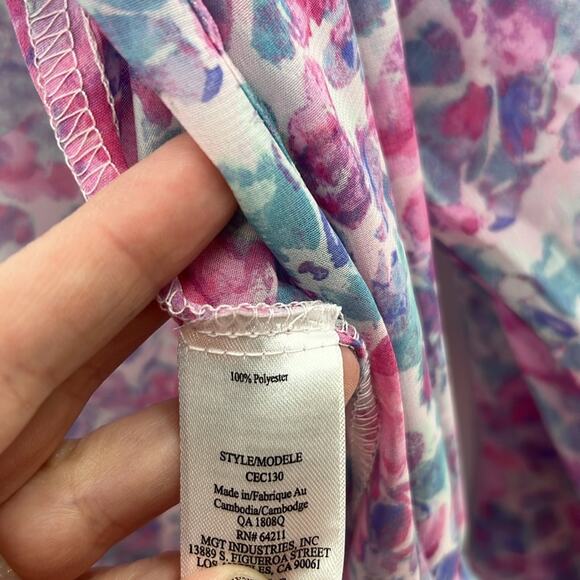 100% Polyester
STYLE/MODELE
CEC130
Made in/Fabrique Au
Cambodia/Cambodge
QA 1808Q
RN# 64211
MGT INDUSTRIES, INC
13889 S. FIGUEROA STREET
LOS CA 90061